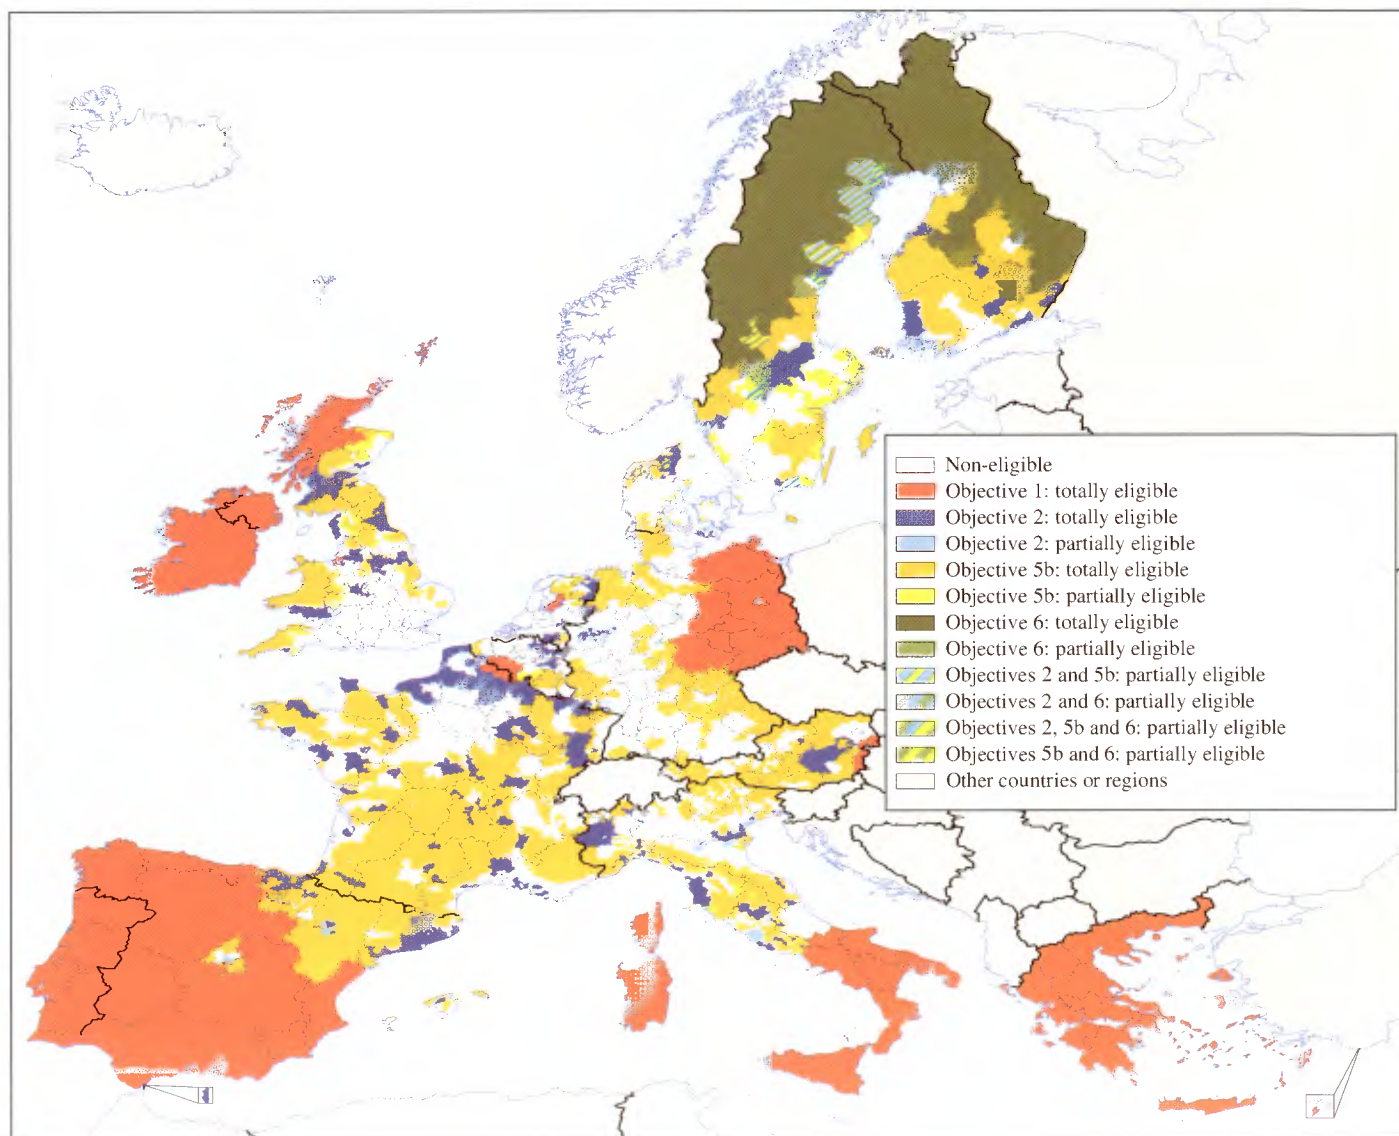 Non-eligible
Objective 1: totally eligible
Objective 2: totally eligible
Objective 2: partially eligible
Objective 5b: totally eligible
Objective 5b: partially eligible
Objective 6: totally eligible
Objective 6: partially eligible
Objectives 2 and 5b: partially eligible
Objectives 2 and 6: partially eligible
Objectives 2, 5b and 6: partially eligible
Objectives 5b and 6: partially eligible
Other countries or regions